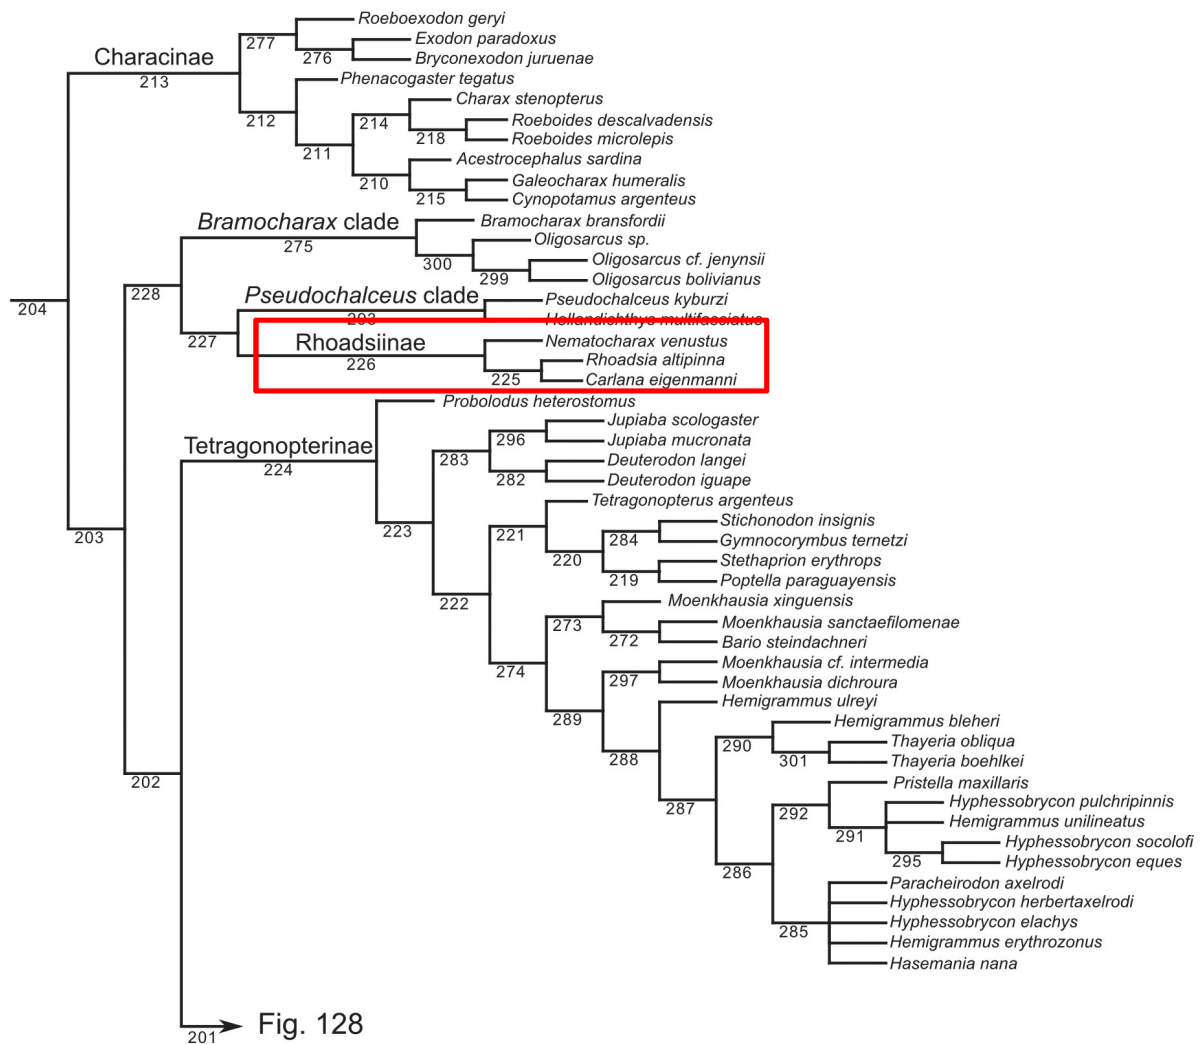 Roeboexodon geryi
277
Exodon paradoxus
Characinae
276
Bryconexodon juruenae
213
Phenacogaster tegatus
Charax stenopterus
212
214
Roeboides descalvadensis
218
Roeboides microlepis
211
Acestrocephalus sardina
210
Galeocharax humeralis
215
Cynopotamus argenteus
Bramocharax clade
Bramocharax bransfordii
275
Oligosarcus sp.
300
Oligosarcus cf. jenynsii
299
Oligosarcus bolivianus
228
Pseudochalceus clade
Pseudochalceus kyburzi
204
293
Hollandichthys multifasciatus
227
Rhoadsiinae
Nematocharax venustus
226
Rhoadsia altipinna
225
Carlana eigenmanni
Probolodus heterostomus
Jupiaba scologaster
296
Jupiaba mucronata
Tetragonopterinae
283
Deuterodon langei
224
282
Deuterodon iguape
Tetragonopterus argenteus
Stichonodon insignis
203
223
221
284
Gymnocorymbus ternetzi
220
Stethaprion erythrops
219
Poptella paraguayensis
222
Moenkhausia xinguensis
273
Moenkhausia sanctaefilomenae
272
Bario steindachneri
274
Moenkhausia cf. intermedia
297
Moenkhausia dichroura
Hemigrammus ulreyi
289
Hemigrammus bleheri
290
Thayeria obliqua
288
301
Thayeria boehlkei
202
Pristella maxillaris
287
Hyphessobrycon pulchripinnis
292
Hemigrammus unilineatus
291
Hyphessobrycon socolofi
295
Hyphessobrycon eques
286
Paracheirodon axelrodi
Hyphessobrycon herbertaxelrodi
Hyphessobrycon elachys
285
Hemigrammus erythrozonus
Hasemania nana
201
Fig. 128